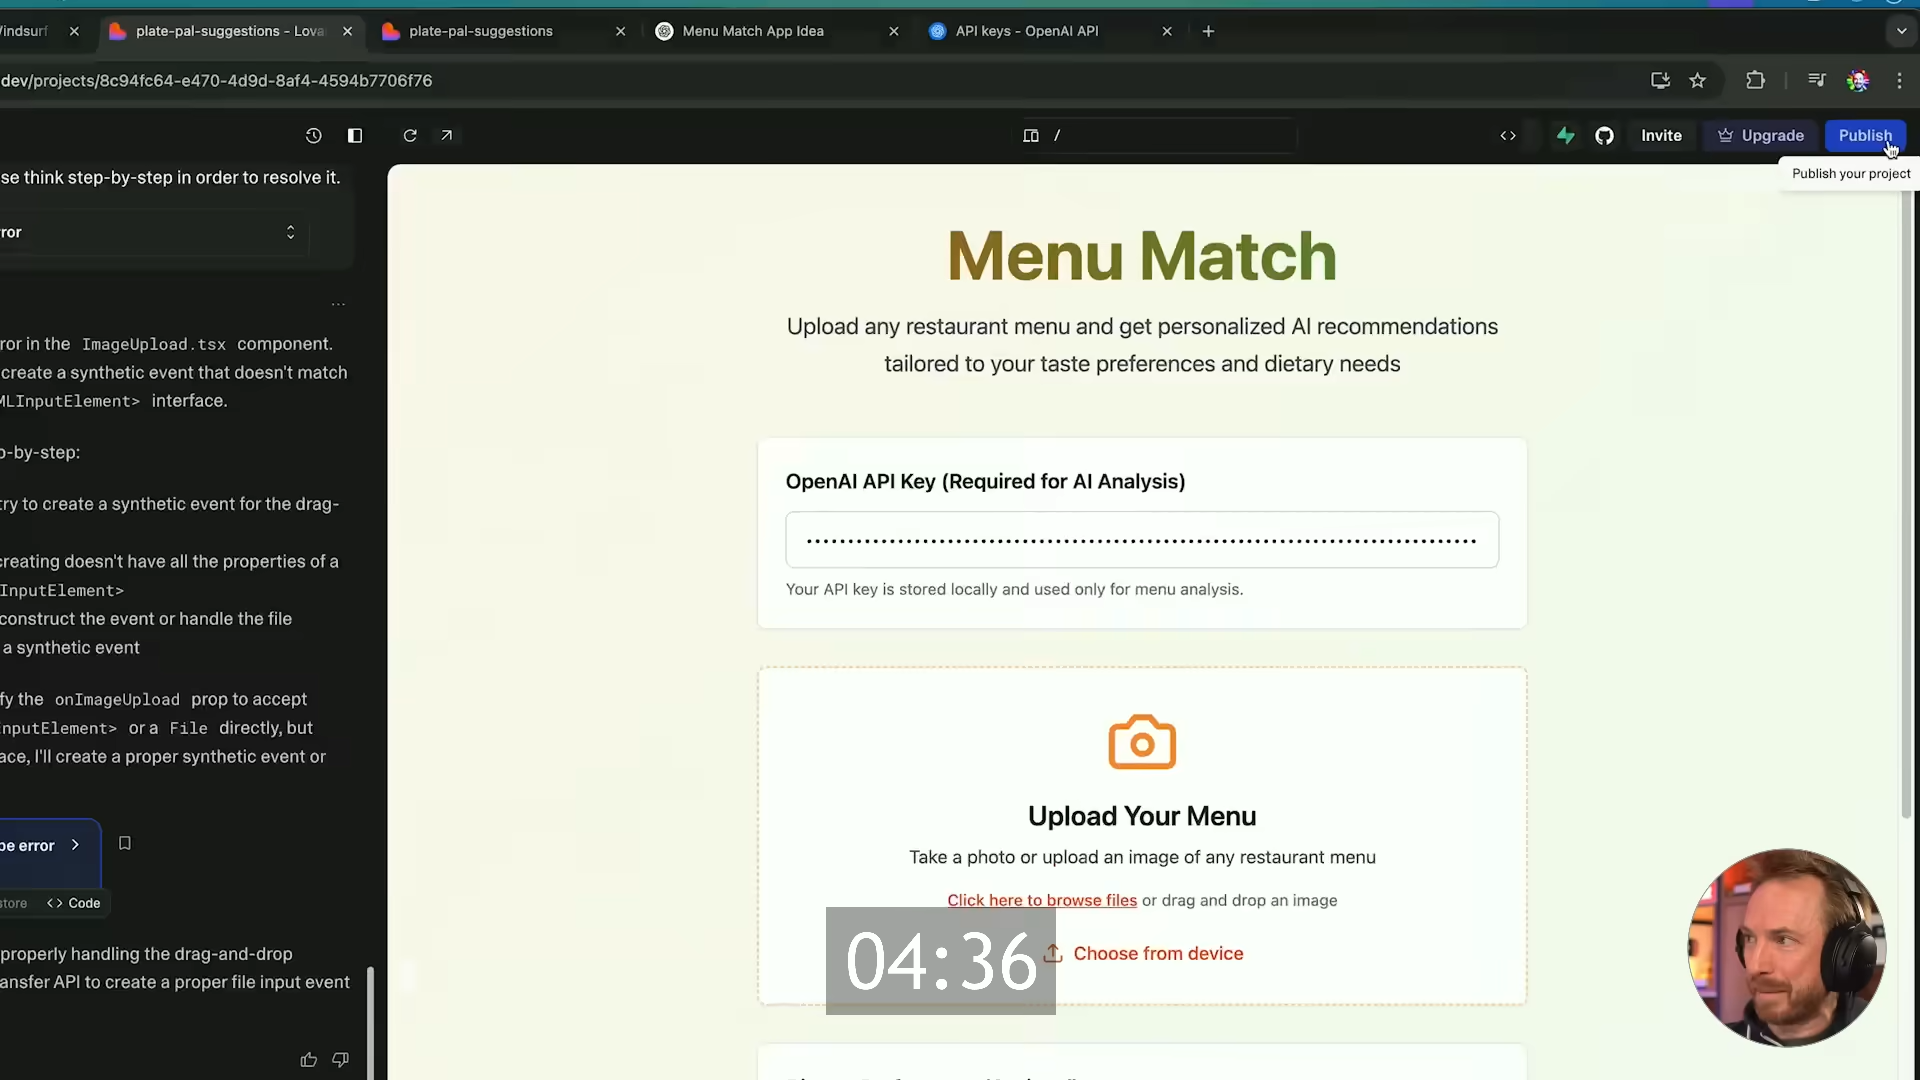 Windsurf
plate-pal-suggestions - Lova
plate-pal-suggestions
Menu Match App Idea
API keys - OpenAI API
dev/projects/8c94fc64-e470-4d9d-8af4-4594b7706f76
/
Invite
Upgrade
Publish
Publish your project
se think step-by-step in order to resolve it.
ror
ror in the ImageUpload.tsx component.
create a synthetic event that doesn't match
MLInputElement> interface.
p-by-step:
try to create a synthetic event for the drag-
creating doesn't have all the properties of a
InputElement>
construct the event or handle the file
a synthetic event
fy the onImageUpload prop to accept
InputElement> or a File directly, but
ace, I'll create a proper synthetic event or
pe error
store
Code
properly handling the drag-and-drop
ansfer API to create a proper file input event
Menu Match
Upload any restaurant menu and get personalized AI recommendations
tailored to your taste preferences and dietary needs
OpenAI API Key (Required for AI Analysis)
Your API key is stored locally and used only for menu analysis.
Upload Your Menu
Take a photo or upload an image of any restaurant menu
Click here to browse files or drag and drop an image
Choose from device
04:36